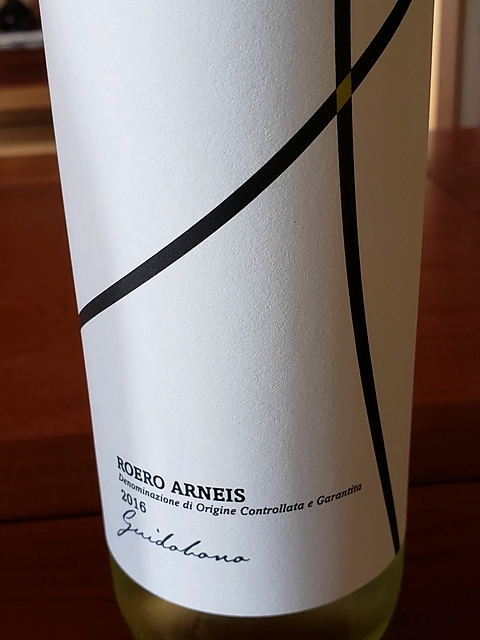 ROERO ARNEIS
Denominazione di Origine Controllata e Garantita
2016
Guidobono